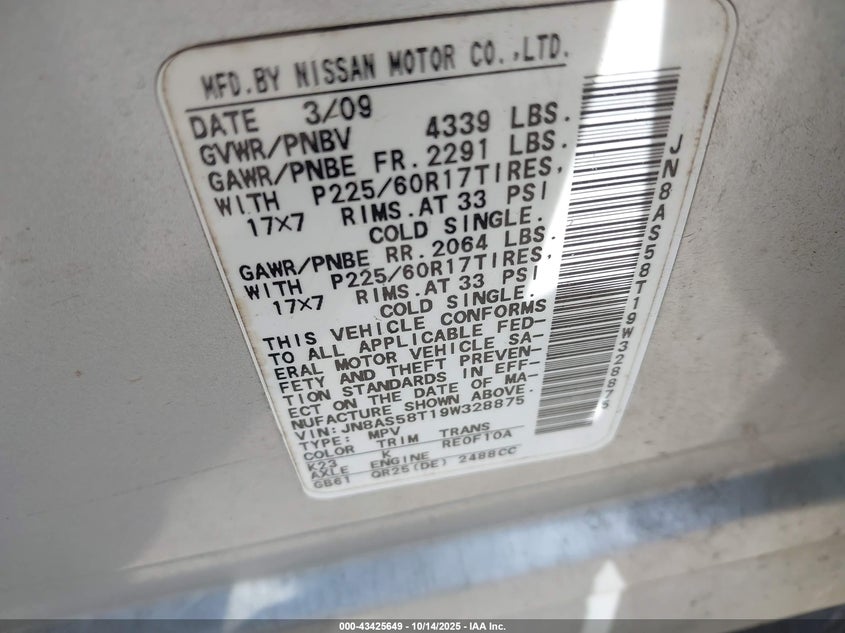 MFD.BY NISSAN MOTOR CO.,LTD.
DATE 3/09
GVWR/PNBV 4339 LBS.
GAWR/PNBE FR.2291 LBS.
WITH P225/60R17TIRES,
17X7 RIMS.AT 33 PSI
COLD SINGLE.
GAWR/PNBE RR.2064 LBS.
WITH P225/60R17TIRES,
17X7 RIMS.AT 33 PSI
COLD SINGLE.
THIS VEHICLE CONFORMS
TO ALL APPLICABLE FED-
ERAL MOTOR VEHICLE SA-
FETY AND THEFT PREVEN-
TION STANDARDS IN EFF-
ECT ON THE DATE OF MA-
NUFACTURE SHOWN ABOVE.
VIN:JN8AS58T19W328875
TYPE: MPV
COLOR TRIM TRANS
K23 K RE0F10A
AXLE ENGINE
GB61 QR25(DE) 2488CC
JN8AS58T19W328875
000-43425649 - 10/14/2025 - IAA Inc.